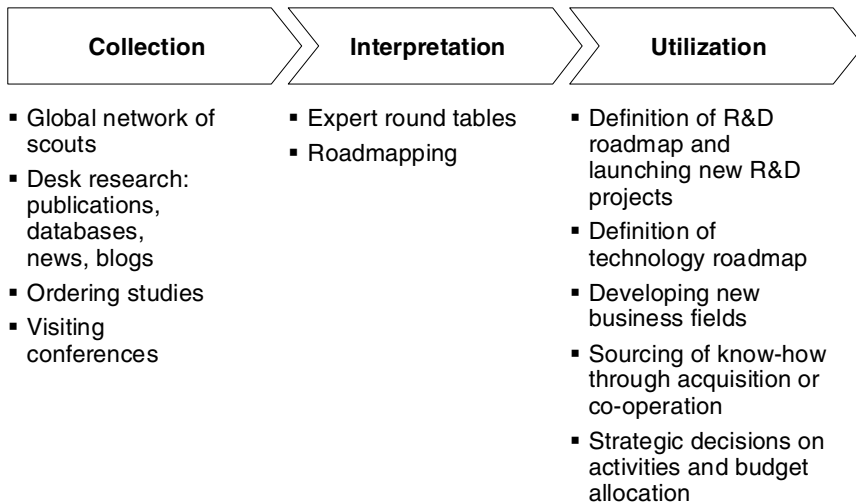 Collection
Interpretation
Utilization
▪ Global network of
scouts
▪ Desk research:
publications,
databases,
news, blogs
▪ Ordering studies
▪ Visiting
conferences
▪ Expert round tables
▪ Roadmapping
▪ Definition of R&D
roadmap and
launching new R&D
projects
▪ Definition of
technology roadmap
▪ Developing new
business fields
▪ Sourcing of know-how
through acquisition or
co-operation
▪ Strategic decisions on
activities and budget
allocation